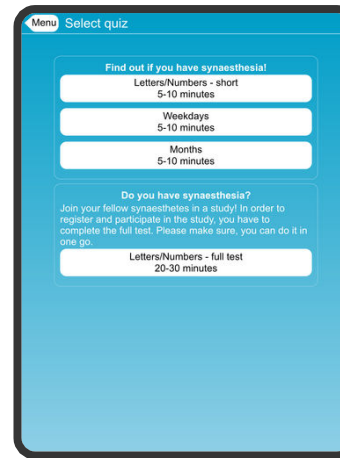 Menu Select quiz
Find out if you have synaesthesia!
Letters/Numbers - short
5-10 minutes
Weekdays
5-10 minutes
Months
5-10 minutes
Do you have synaesthesia?
Join your fellow synaesthetes in a study! In order to
register and participate in the study, you have to
complete the full test. Please make sure, you can do it in
one go.
Letters/Numbers - full test
20-30 minutes